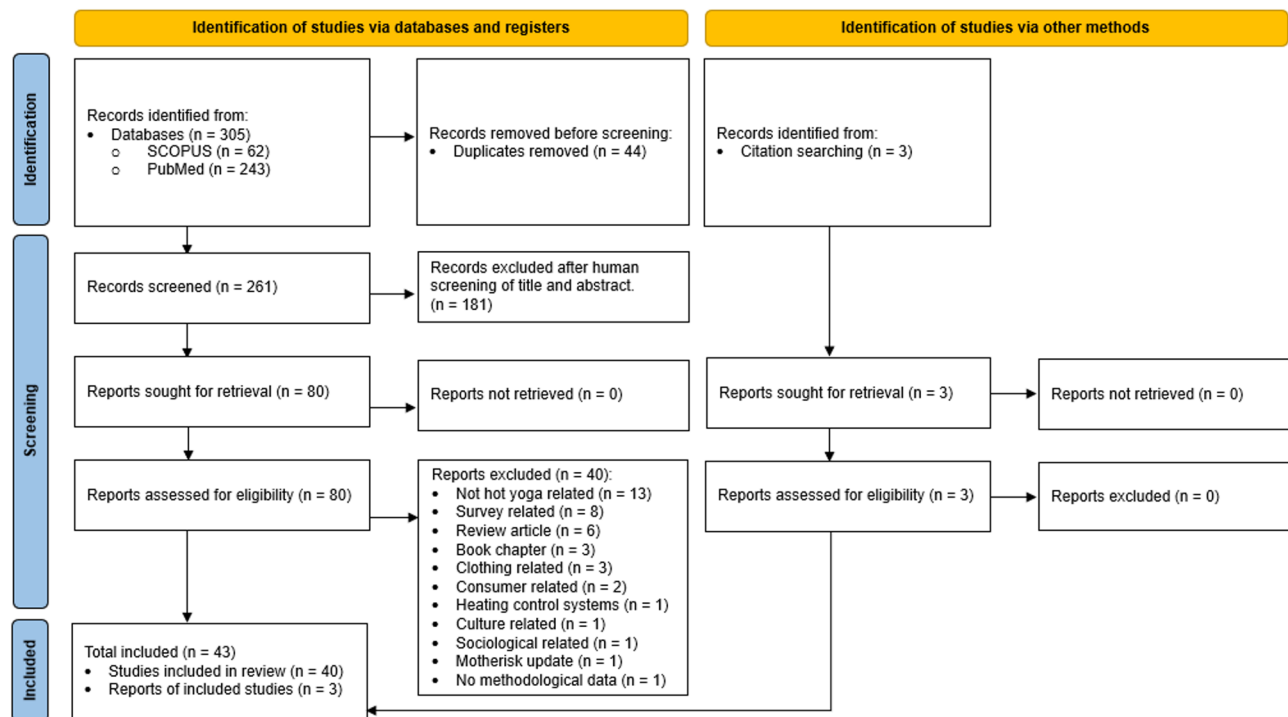 Identification of studies via databases and registers
Identification of studies via other methods
Identification
Records identified from:
• Databases (n = 305)
o SCOPUS (n = 62)
o PubMed (n = 243)
Records removed before screening:
• Duplicates removed (n = 44)
Records identified from:
• Citation searching (n = 3)
Screening
Records screened (n = 261)
Records excluded after human
screening of title and abstract.
(n = 181)
Reports sought for retrieval (n = 80)
Reports not retrieved (n = 0)
Reports sought for retrieval (n = 3)
Reports not retrieved (n = 0)
Reports assessed for eligibility (n = 80)
Reports excluded (n = 40):
• Not hot yoga related (n = 13)
• Survey related (n = 8)
• Review article (n = 6)
• Book chapter (n = 3)
• Clothing related (n = 3)
• Consumer related (n = 2)
• Heating control systems (n = 1)
• Culture related (n = 1)
• Sociological related (n = 1)
• Motherisk update (n = 1)
• No methodological data (n = 1)
Reports assessed for eligibility (n = 3)
Reports excluded (n = 0)
Included
Total included (n = 43)
• Studies included in review (n = 40)
• Reports of included studies (n = 3)